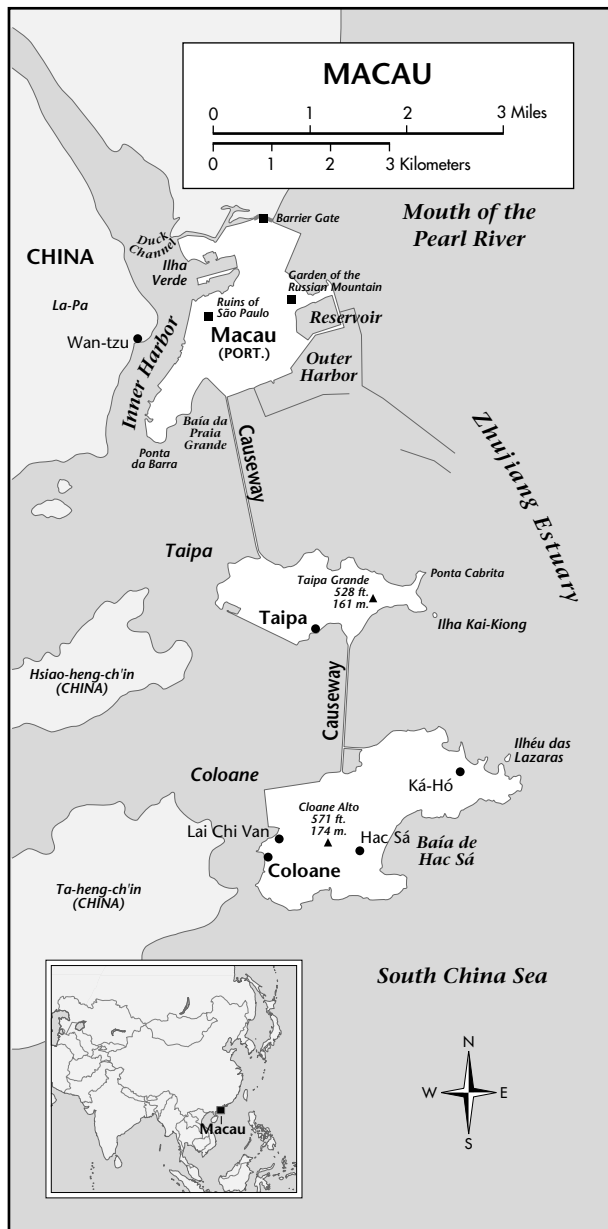 MACAU
0 1 2 3 Miles
0 1 2 3 Kilometers
Barrier Gate
Mouth of the
Pearl River
Duck
Channel
CHINA
Ilha
Verde
Garden of the
Russian Mountain
La-Pa
Ruins of
São Paulo
Reservoir
Wan-tzu
Macau
(PORT.)
Inner Harbor
Outer
Harbor
Baía da
Praia
Grande
Ponta
da Barra
Causeway
Zhujiang Estuary
Taipa
Taipa Grande
528 ft.
161 m.
Ponta Cabrita
Taipa
Ilha Kai-Kiong
Hsiao-heng-ch'in
(CHINA)
Causeway
Ilhéu das
Lazaras
Coloane
Ká-Hó
Cloane Alto
571 ft.
174 m.
Lai Chi Van
Hac Sá
Baía de
Hac Sá
Coloane
Ta-heng-ch'in
(CHINA)
South China Sea
N
W E
S
Macau